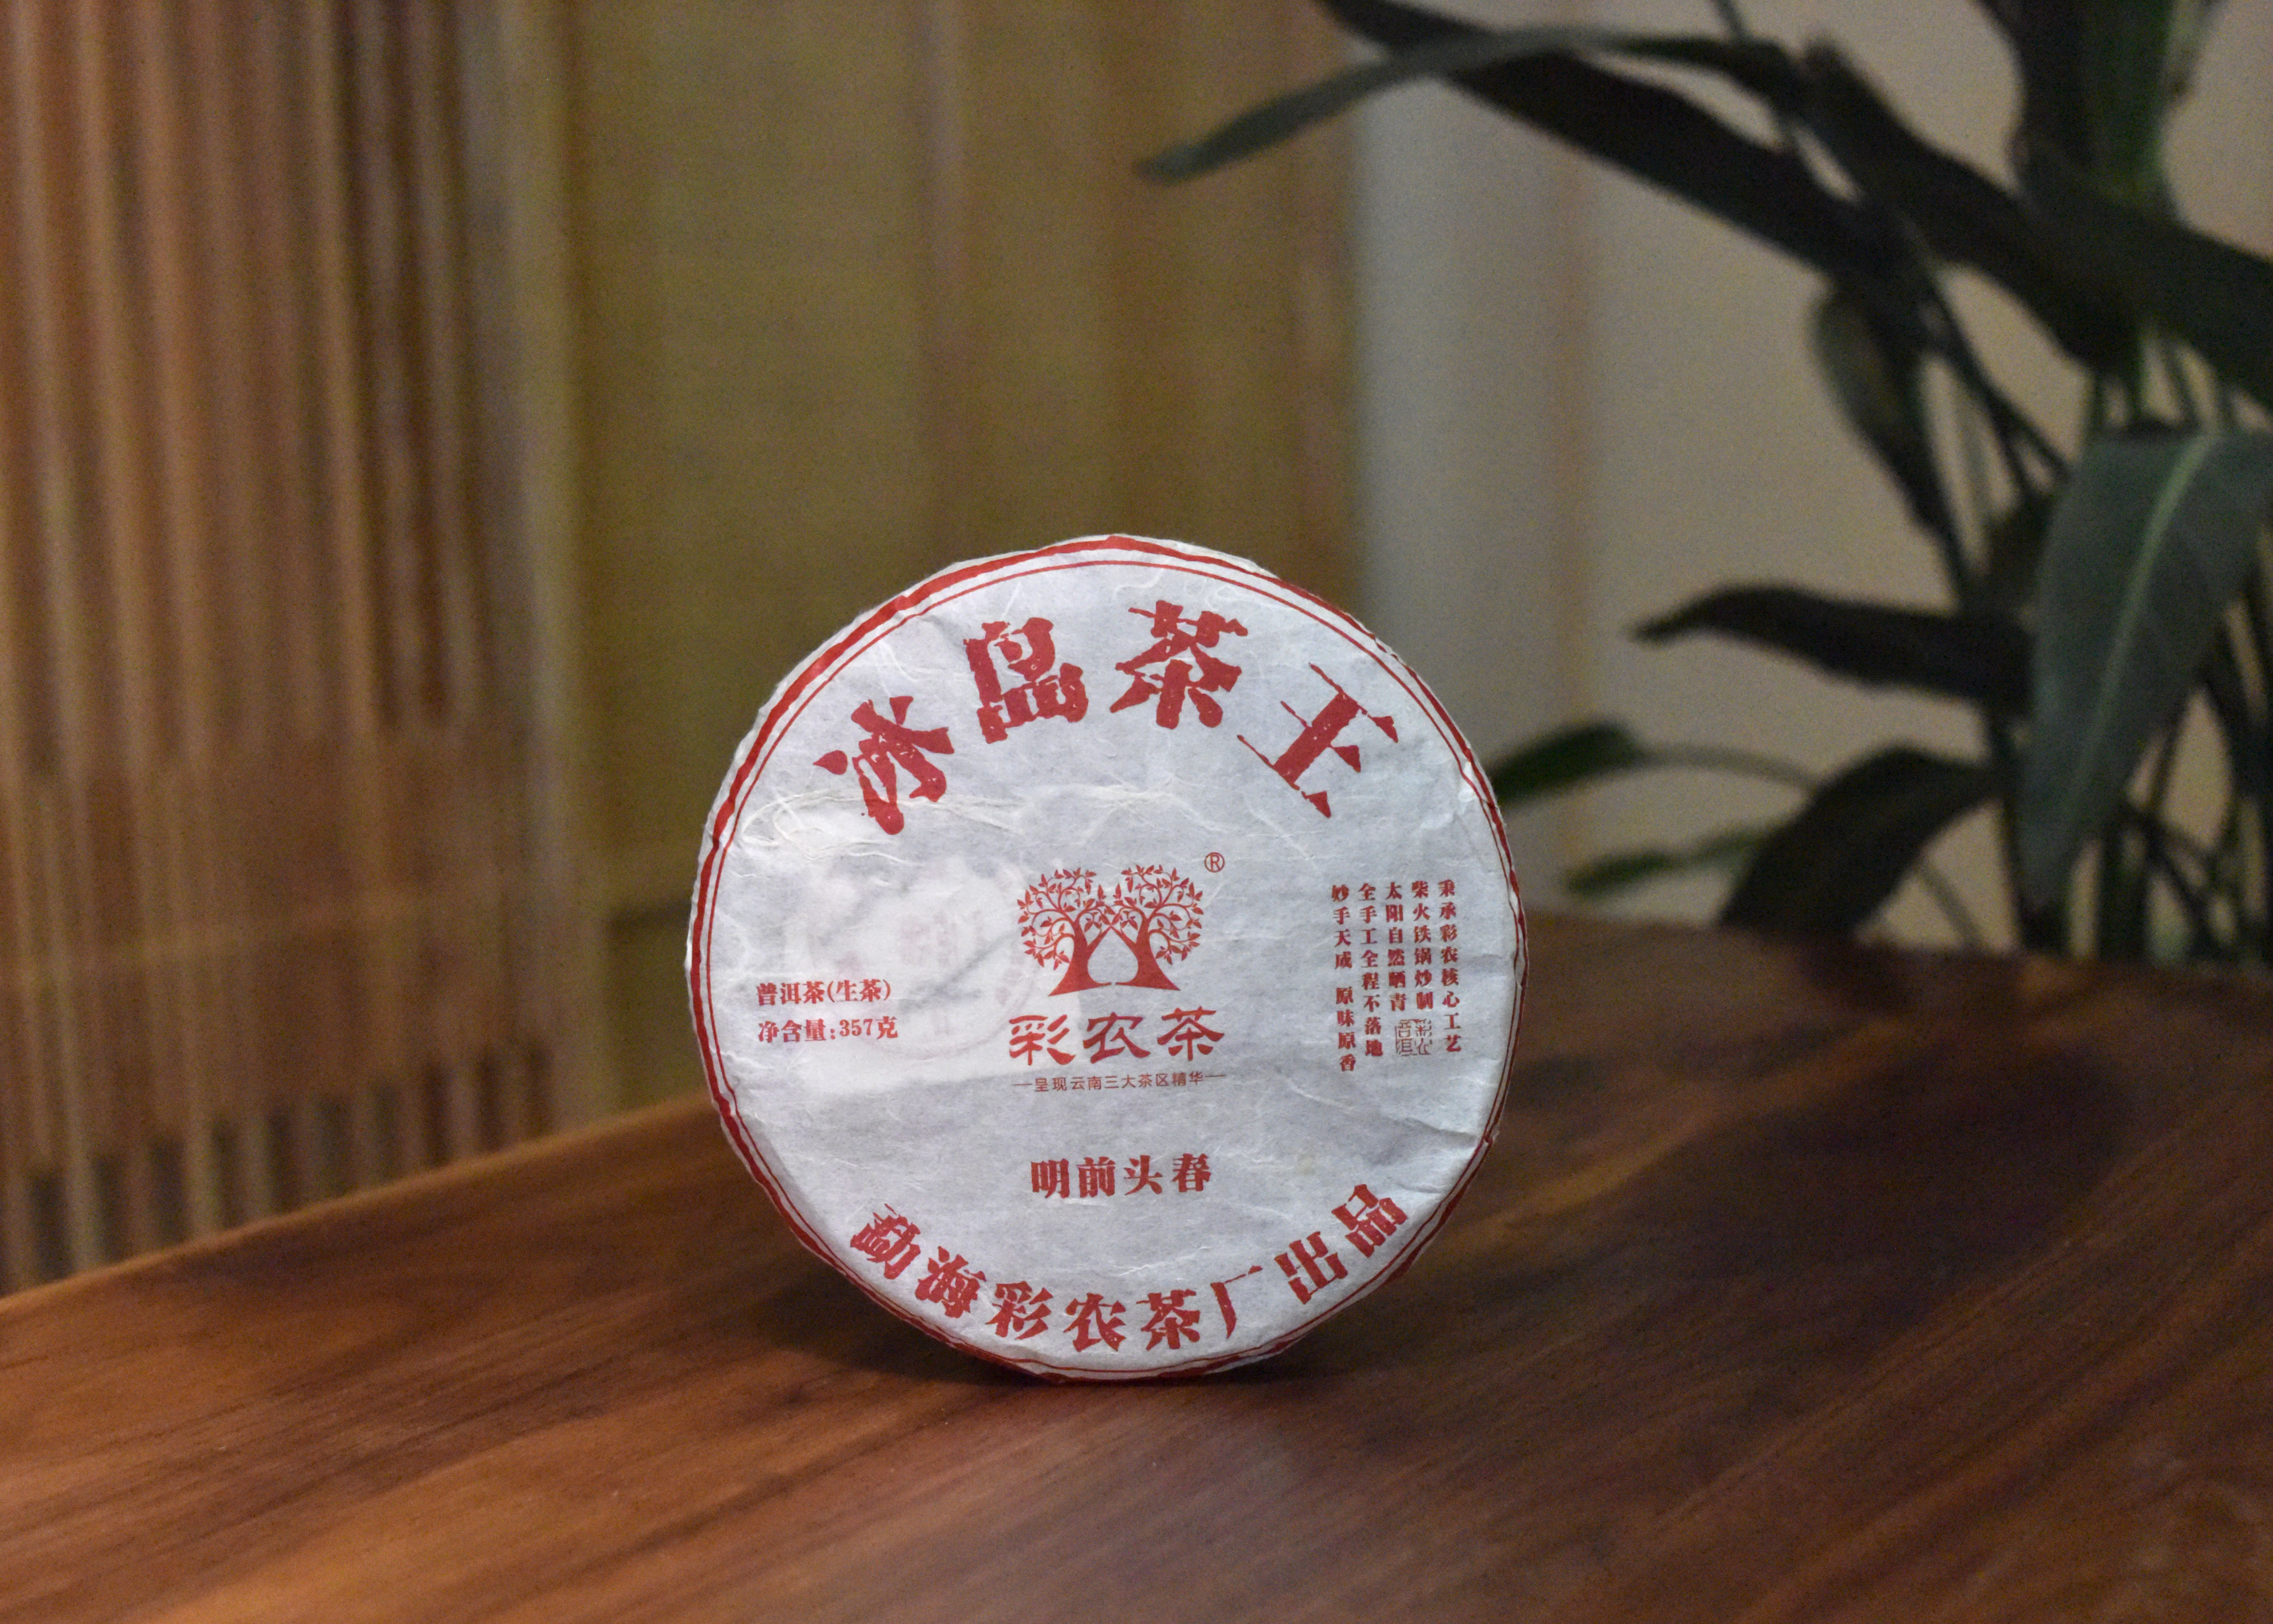 冰岛茶王
®
彩农茶
呈现云南三大茶区精华
普洱茶(生茶)
净含量:357克
秉承彩农核心工艺
柴火铁锅炒制
太阳自然晒青
全手工全程不落地
妙手天成 原味原香
彩农普洱
明前头春
勐海彩农茶厂出品